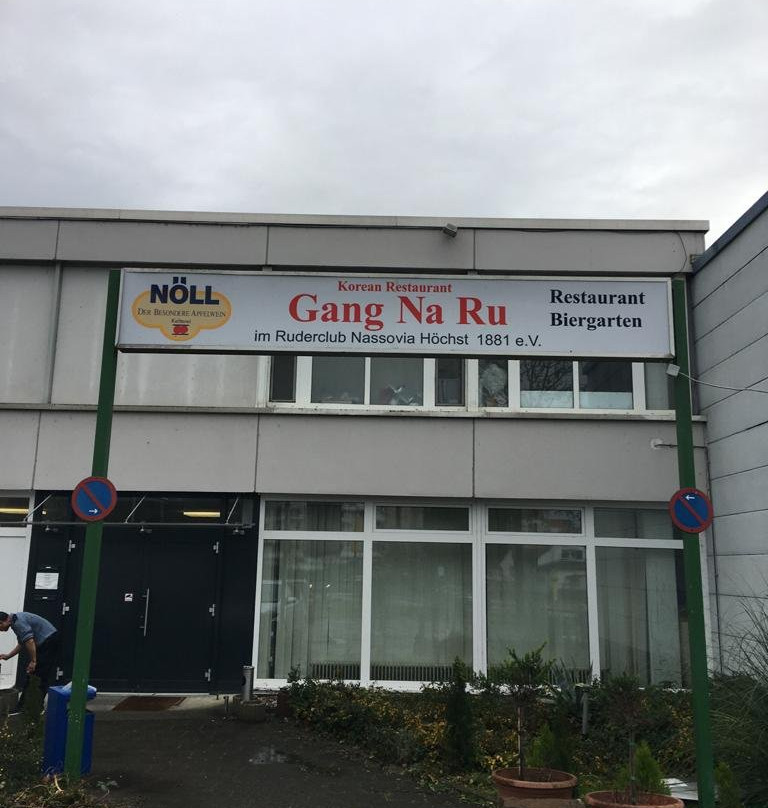 NÖLL
DER BESONDERE APFELWEIN
Korean Restaurant
Gang Na Ru
im Ruderclub Nassovia Höchst 1881 e.V.
Restaurant
Biergarten